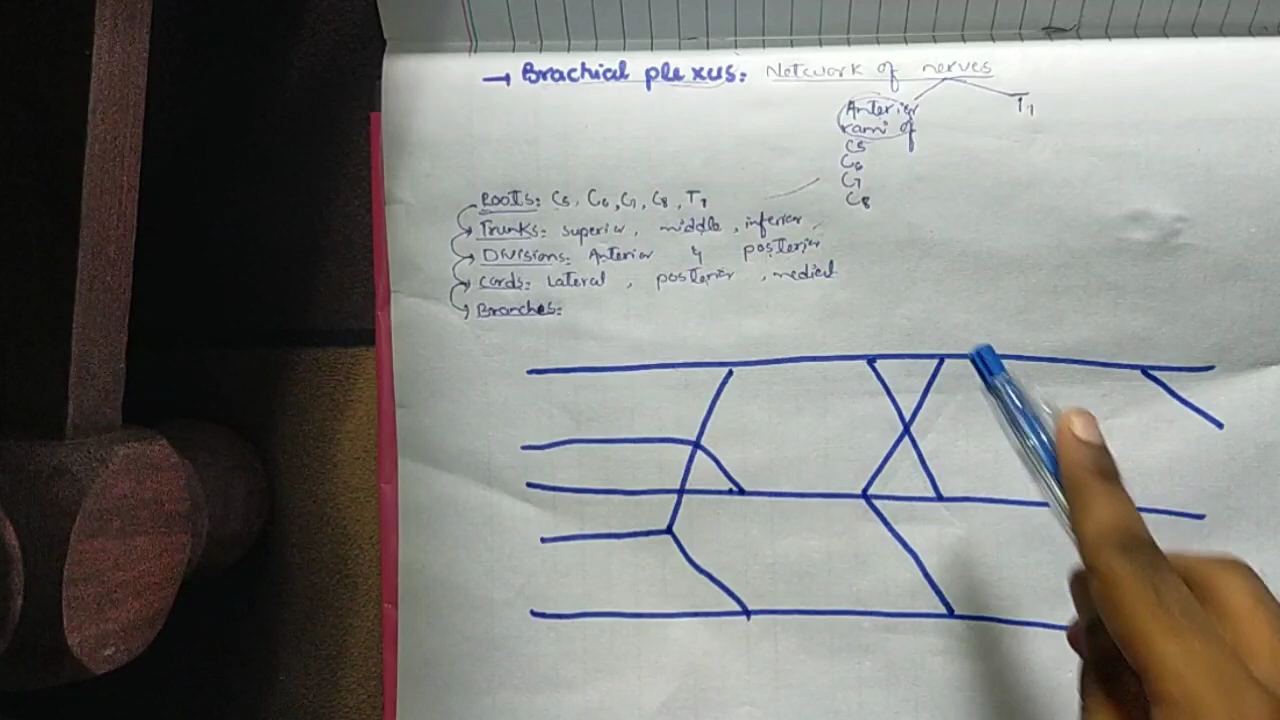 → Brachial plexus: Network of nerves
Anterior
rami of
T1
C5
C6
C7
C8
Roots: C5, C6, C7, C8, T1
Trunks: superior, middle, inferior
Divisions: Anterior & posterior
Cords: Lateral, posterior, medical
Branches: